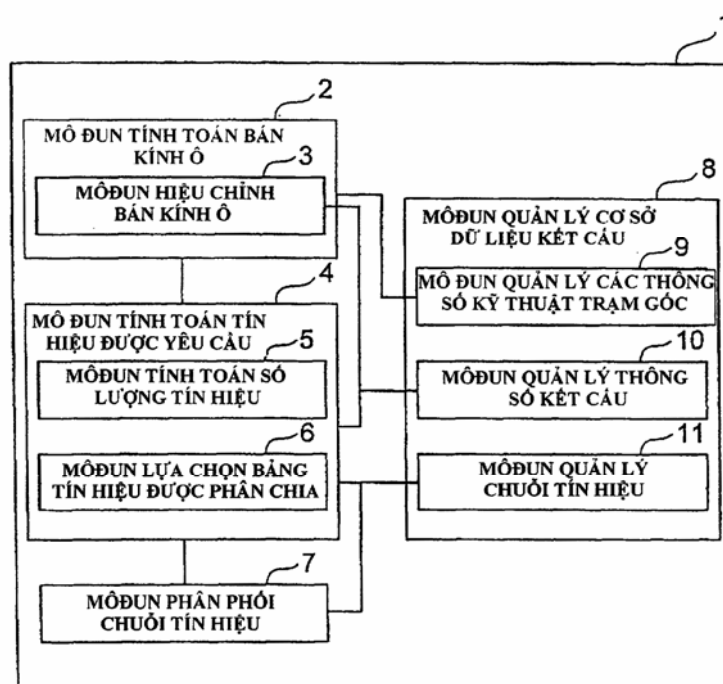 1
2
MÔ ĐUN TÍNH TOÁN BÁN
KÍNH Ô
3
MÔĐUN HIỆU CHỈNH
BÁN KÍNH Ô
4
MÔ ĐUN TÍNH TOÁN TÍN
HIỆU ĐƯỢC YÊU CẦU
5
MÔĐUN TÍNH TOÁN SỐ
LƯỢNG TÍN HIỆU
6
MÔĐUN LỰA CHỌN BẢNG
TÍN HIỆU ĐƯỢC PHÂN CHIA
7
MÔĐUN PHÂN PHỐI
CHUỖI TÍN HIỆU
8
MÔĐUN QUẢN LÝ CƠ SỞ
DỮ LIỆU KẾT CẤU
9
MÔ ĐUN QUẢN LÝ CÁC THÔNG
SỐ KỸ THUẬT TRẠM GỐC
10
MÔĐUN QUẢN LÝ THÔNG
SỐ KẾT CẤU
11
MÔĐUN QUẢN LÝ
CHUỖI TÍN HIỆU